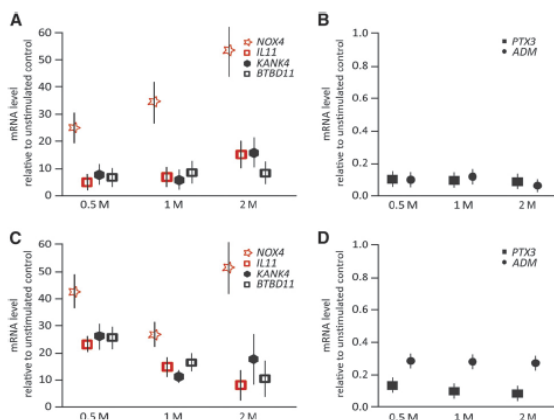 A
mRNA level
relative to unstimulated control
60
50
40
30
20
10
0
0.5 M
1 M
2 M
NOX4
IL11
KANK4
BTBD11
B
mRNA level
relative to unstimulated control
1.0
0.8
0.6
0.4
0.2
0
0.5 M
1 M
2 M
PTX3
ADM
C
mRNA level
relative to unstimulated control
60
50
40
30
20
10
0
0.5 M
1 M
2 M
NOX4
IL11
KANK4
BTBD11
D
mRNA level
relative to unstimulated control
1.0
0.8
0.6
0.4
0.2
0
0.5 M
1 M
2 M
PTX3
ADM